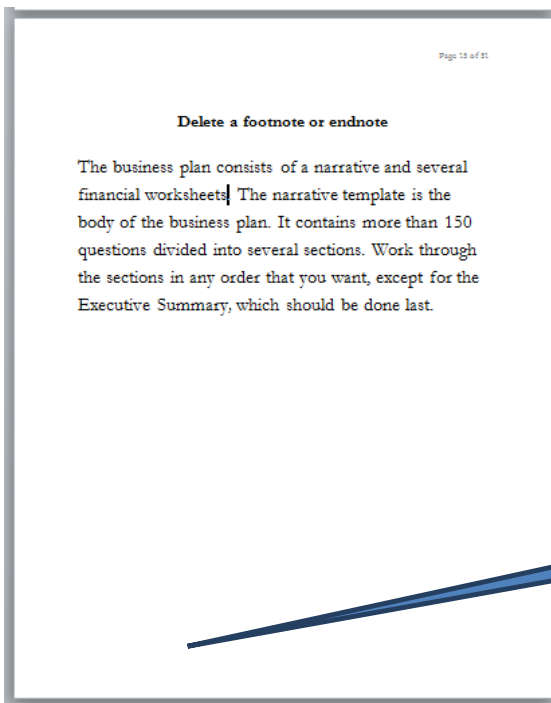 Page 15 of 51
Delete a footnote or endnote
The business plan consists of a narrative and several
financial worksheets. The narrative template is the
body of the business plan. It contains more than 150
questions divided into several sections. Work through
the sections in any order that you want, except for the
Executive Summary, which should be done last.